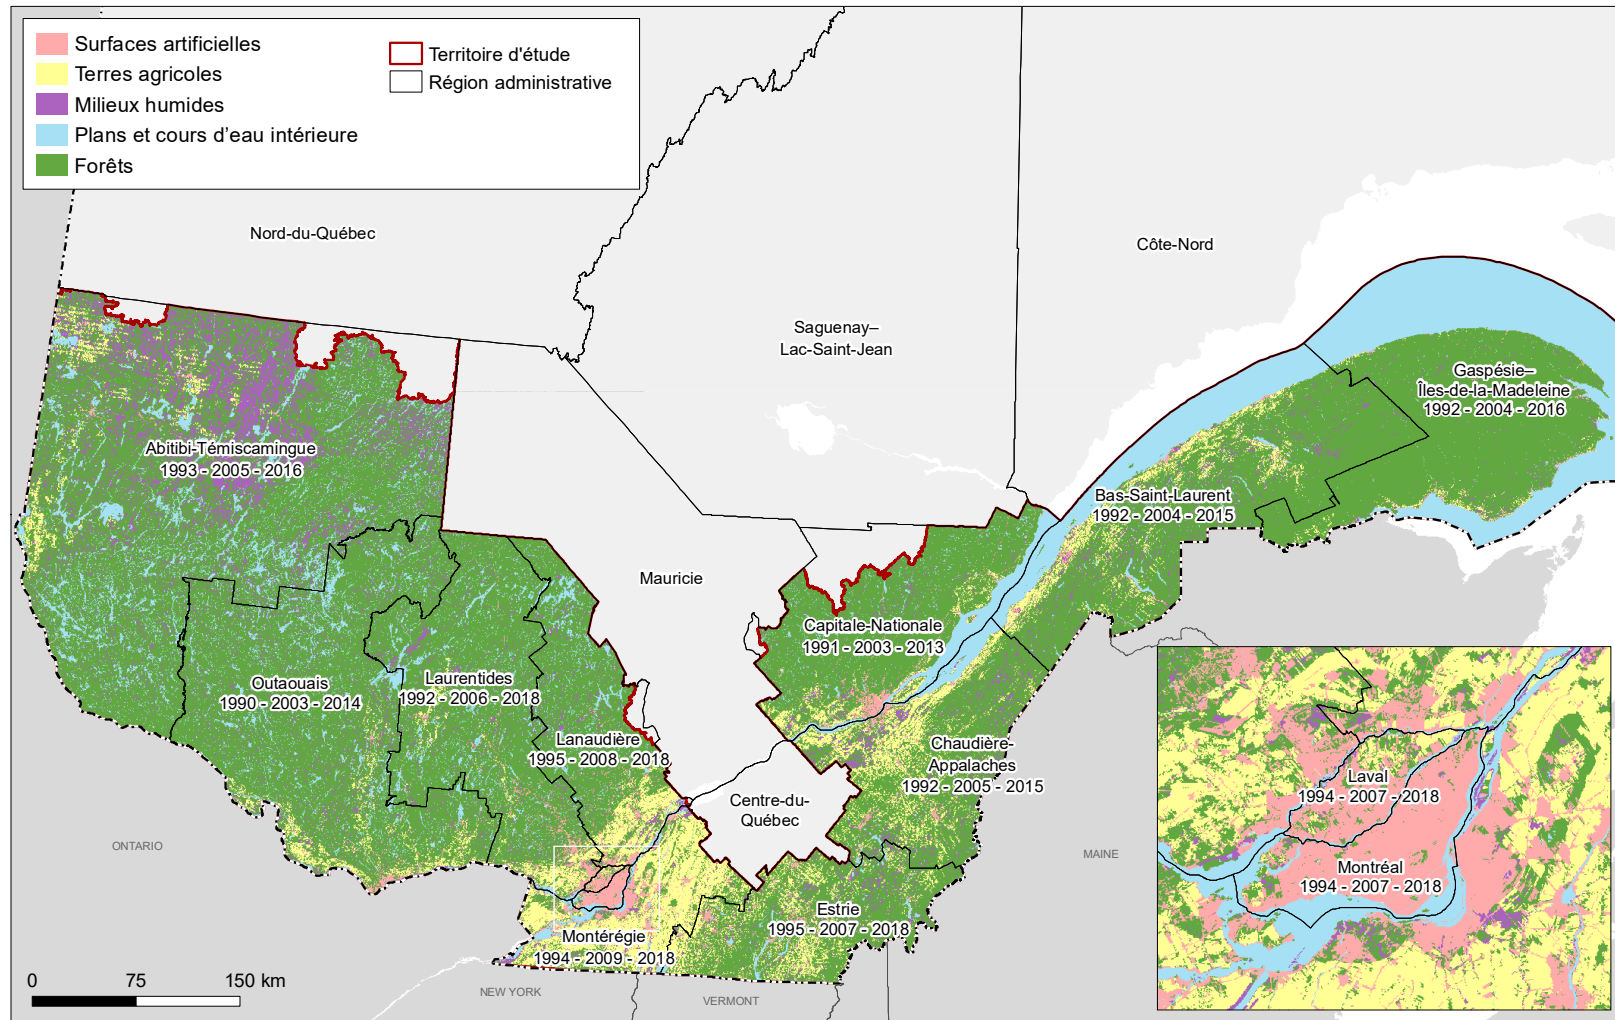 Surfaces artificielles
Terres agricoles
Milieux humides
Plans et cours d’eau intérieure
Forêts
Territoire d'étude
Région administrative
Nord-du-Québec
Côte-Nord
Saguenay–
Lac-Saint-Jean
Gaspésie–
Îles-de-la-Madeleine
1992 - 2004 - 2016
Abitibi-Témiscamingue
1993 - 2005 - 2016
Bas-Saint-Laurent
1992 - 2004 - 2015
Mauricie
Capitale-Nationale
1991 - 2003 - 2013
Outaouais
1990 - 2003 - 2014
Laurentides
1992 - 2006 - 2018
Lanaudière
1995 - 2008 - 2018
Chaudière-
Appalaches
1992 - 2005 - 2015
Centre-du-
Québec
Laval
1994 - 2007 - 2018
Montréal
1994 - 2007 - 2018
ONTARIO
MAINE
Estrie
1995 - 2007 - 2018
Montérégie
1994 - 2009 - 2018
NEW YORK
VERMONT
0 75 150 km